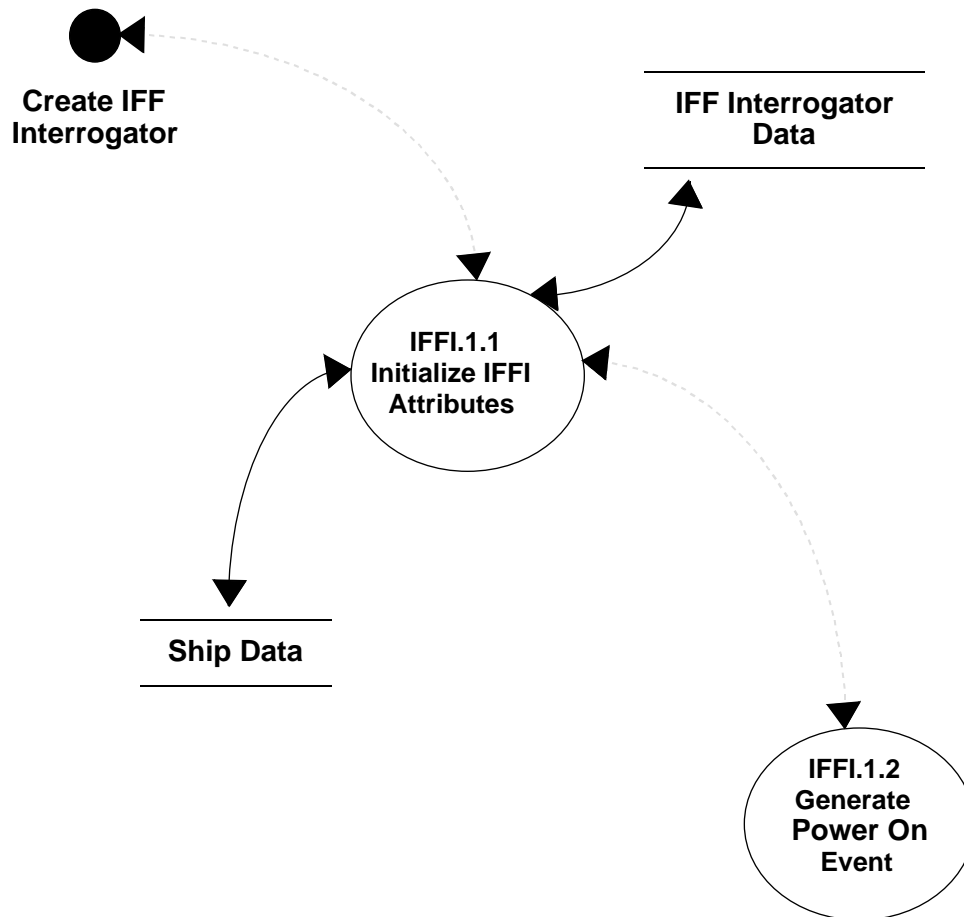 Create IFF
Interrogator
IFF Interrogator
Data
IFFI.1.1
Initialize IFFI
Attributes
Ship Data
IFFI.1.2
Generate
Power On
Event